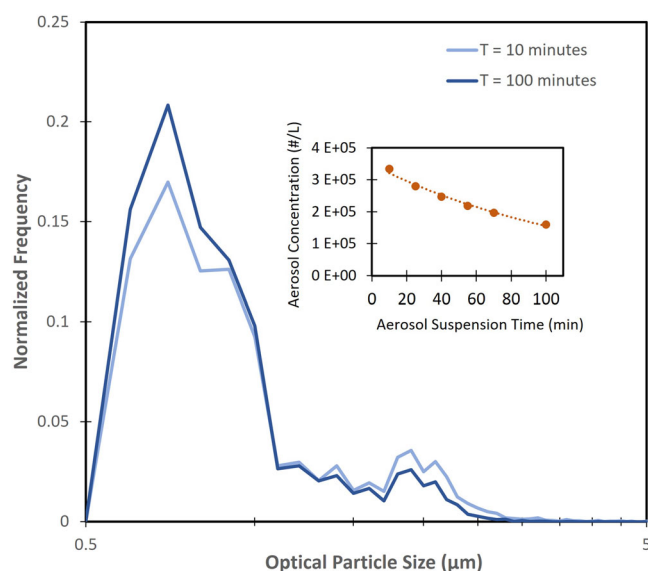 0.25
0.2
0.15
0.1
0.05
0
0.5
5
Normalized Frequency
Optical Particle Size (μm)
T = 10 minutes
T = 100 minutes
Aerosol Concentration (#/L)
4 E+05
3 E+05
2 E+05
1 E+05
0 E+00
0 20 40 60 80 100
Aerosol Suspension Time (min)